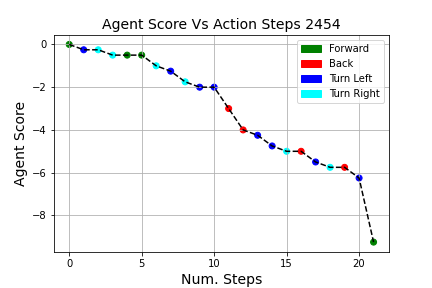 Agent Score Vs Action Steps 2454
Forward
Back
Turn Left
Turn Right
0
−2
−4
−6
−8
Agent Score
0 5 10 15 20
Num. Steps